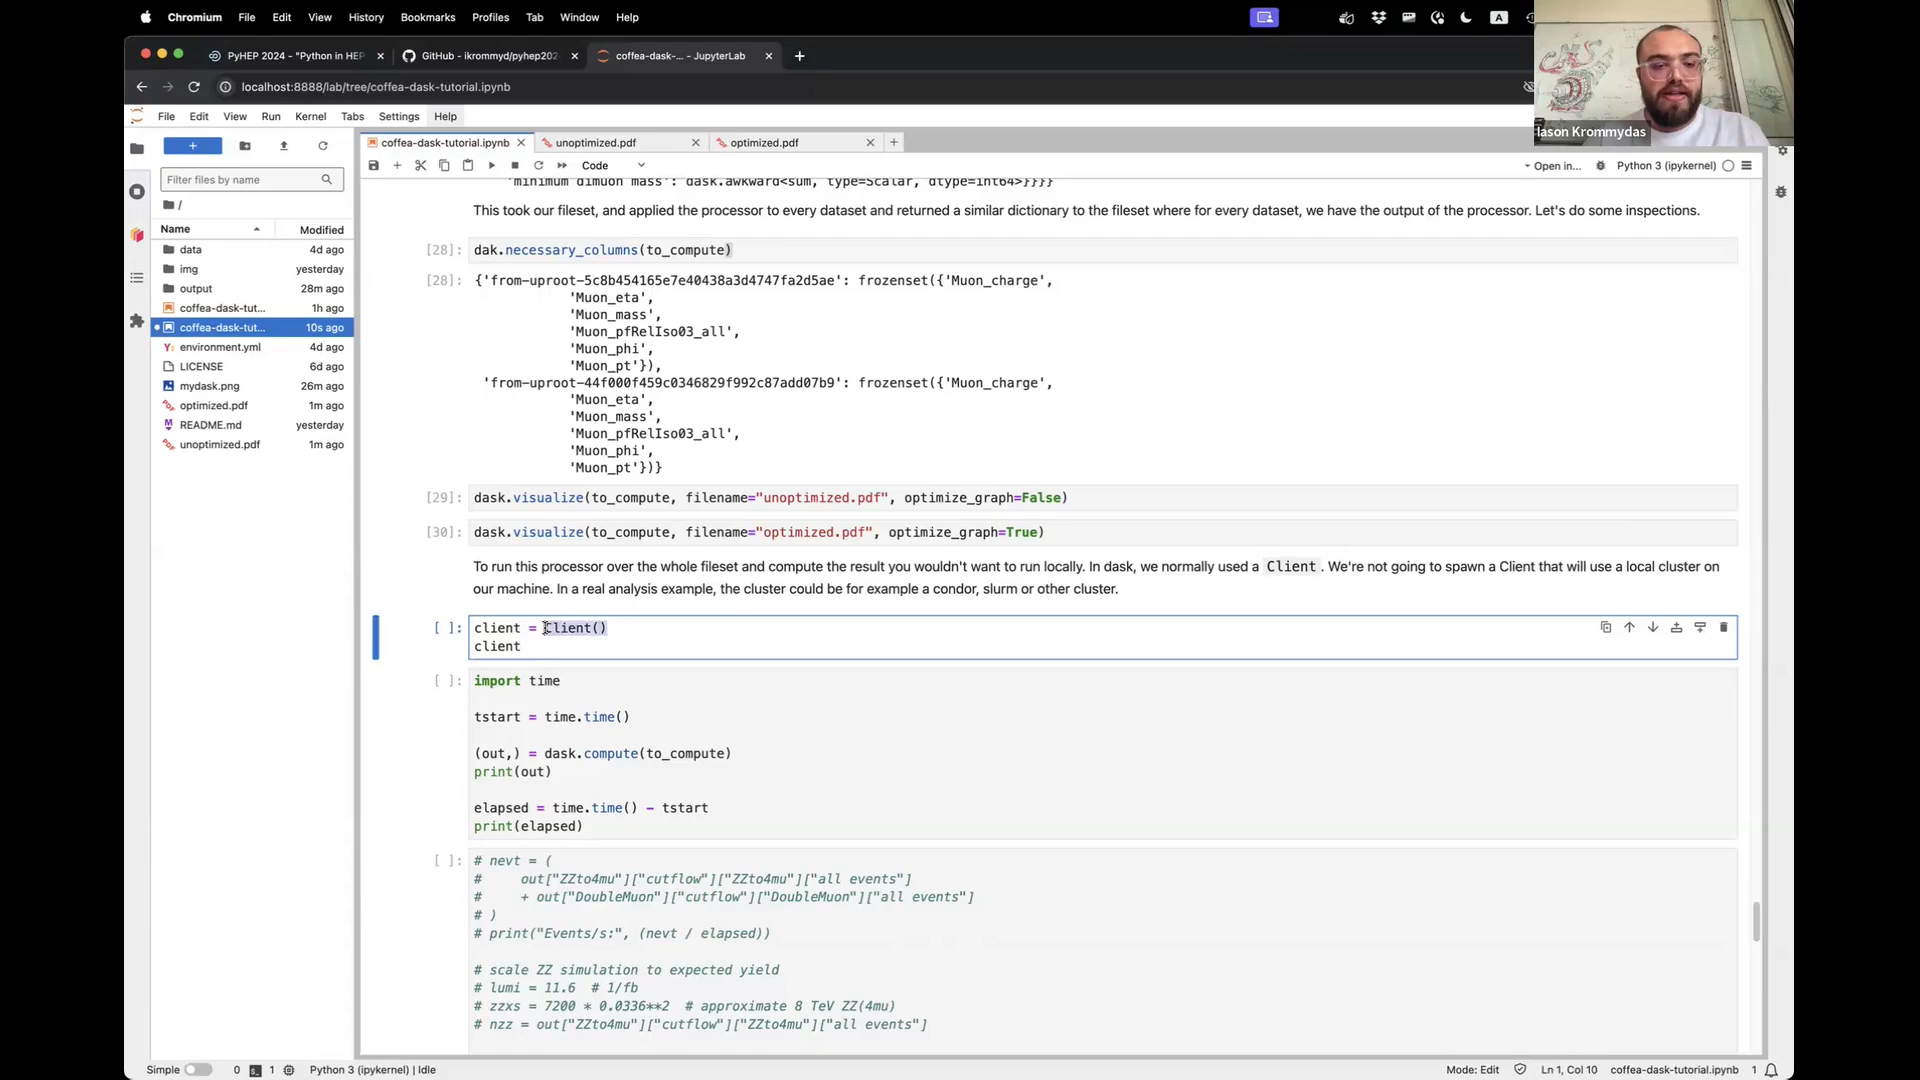 Chromium File Edit View History Bookmarks Profiles Tab Window Help
A
PyHEP 2024 - "Python in HEP
GitHub - ikrommyd/pyhep202
coffea-dask-... - JupyterLab
localhost:8888/lab/tree/coffea-dask-tutorial.ipynb
Iason Krommydas
File Edit View Run Kernel Tabs Settings Help
coffea-dask-tutorial.ipynb
unoptimized.pdf
optimized.pdf
Code
Open in...
Python 3 (ipykernel)
Filter files by name
/
Name Modified
data 4d ago
img yesterday
output 28m ago
coffea-dask-tut... 1h ago
coffea-dask-tut... 10s ago
environment.yml 4d ago
LICENSE 6d ago
mydask.png 26m ago
optimized.pdf 1m ago
README.md yesterday
unoptimized.pdf 1m ago
'minimum dimuon mass': dask.awkward<sum, type=Scalar, dtype=int64>}}}}
This took our fileset, and applied the processor to every dataset and returned a similar dictionary to the fileset where for every dataset, we have the output of the processor. Let's do some inspections.
[28]: dak.necessary_columns(to_compute)
[28]: {'from-uproot-5c8b454165e7e40438a3d4747fa2d5ae': frozenset({'Muon_charge',
'Muon_eta',
'Muon_mass',
'Muon_pfRelIso03_all',
'Muon_phi',
'Muon_pt'}),
'from-uproot-44f000f459c0346829f992c87add07b9': frozenset({'Muon_charge',
'Muon_eta',
'Muon_mass',
'Muon_pfRelIso03_all',
'Muon_phi',
'Muon_pt'})}
[29]: dask.visualize(to_compute, filename="unoptimized.pdf", optimize_graph=False)
[30]: dask.visualize(to_compute, filename="optimized.pdf", optimize_graph=True)
To run this processor over the whole fileset and compute the result you wouldn't want to run locally. In dask, we normally used a Client. We're not going to spawn a Client that will use a local cluster on
our machine. In a real analysis example, the cluster could be for example a condor, slurm or other cluster.
[ ]: client = Client()
client
[ ]: import time
tstart = time.time()
(out,) = dask.compute(to_compute)
print(out)
elapsed = time.time() - tstart
print(elapsed)
[ ]: # nevt = (
# out["ZZto4mu"]["cutflow"]["ZZto4mu"]["all events"]
# + out["DoubleMuon"]["cutflow"]["DoubleMuon"]["all events"]
# )
# print("Events/s:", (nevt / elapsed))
# scale ZZ simulation to expected yield
# lumi = 11.6 # 1/fb
# zzxs = 7200 * 0.0336**2 # approximate 8 TeV ZZ(4mu)
# nzz = out["ZZto4mu"]["cutflow"]["ZZto4mu"]["all events"]
Simple 0 1 Python 3 (ipykernel) | Idle Mode: Edit Ln 1, Col 10 coffea-dask-tutorial.ipynb 1